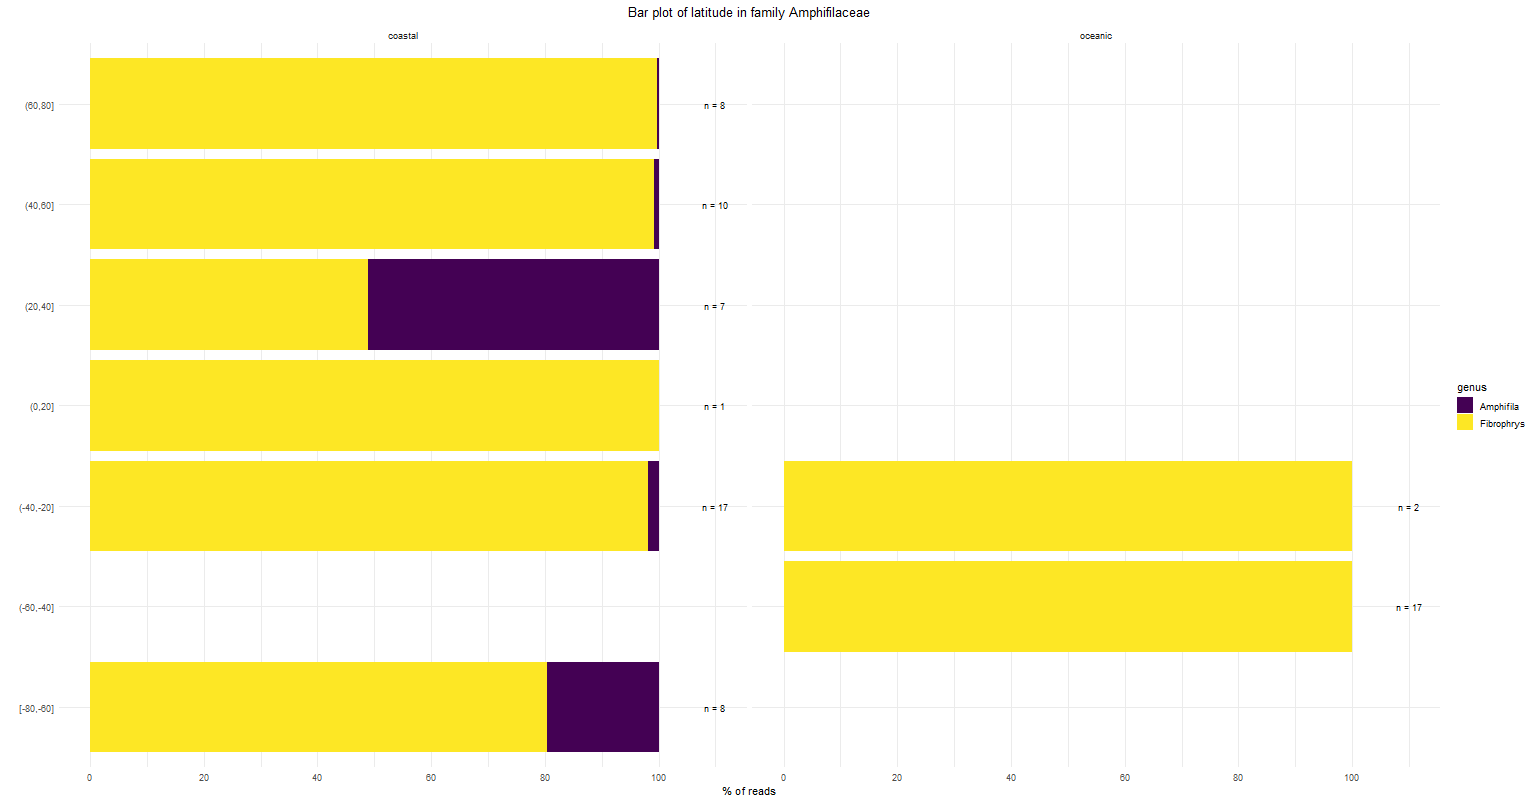 Bar plot of latitude in family Amphifilaceae
coastal
oceanic
(60,80]
n = 8
(40,60]
n = 10
(20,40]
n = 7
(0,20]
n = 1
(-40,-20]
n = 17
n = 2
(-60,-40]
n = 17
[-80,-60]
n = 8
0 20 40 60 80 100
0 20 40 60 80 100
% of reads
genus
Amphifila
Fibrophrys